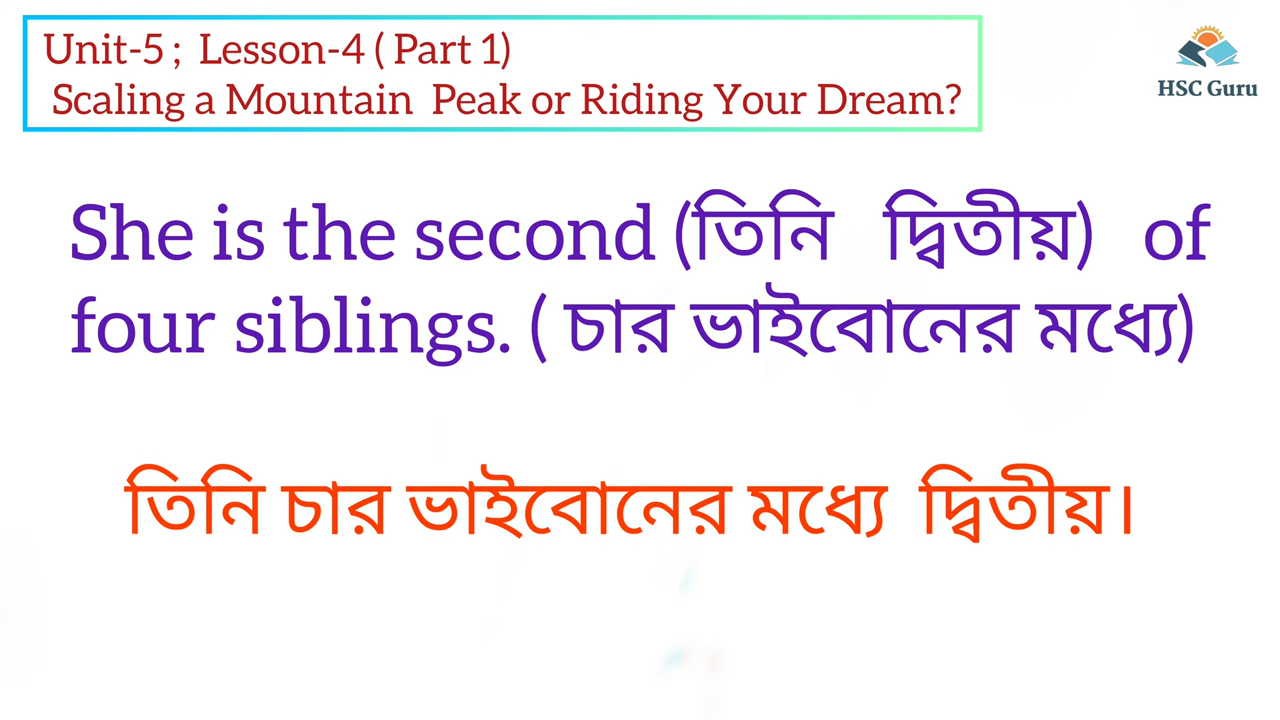 Unit-5 ; Lesson-4 ( Part 1)
Scaling a Mountain Peak or Riding Your Dream?
HSC Guru
She is the second (তিনি দ্বিতীয়) of
four siblings. ( চার ভাইবোনের মধ্যে)
তিনি চার ভাইবোনের মধ্যে দ্বিতীয়।